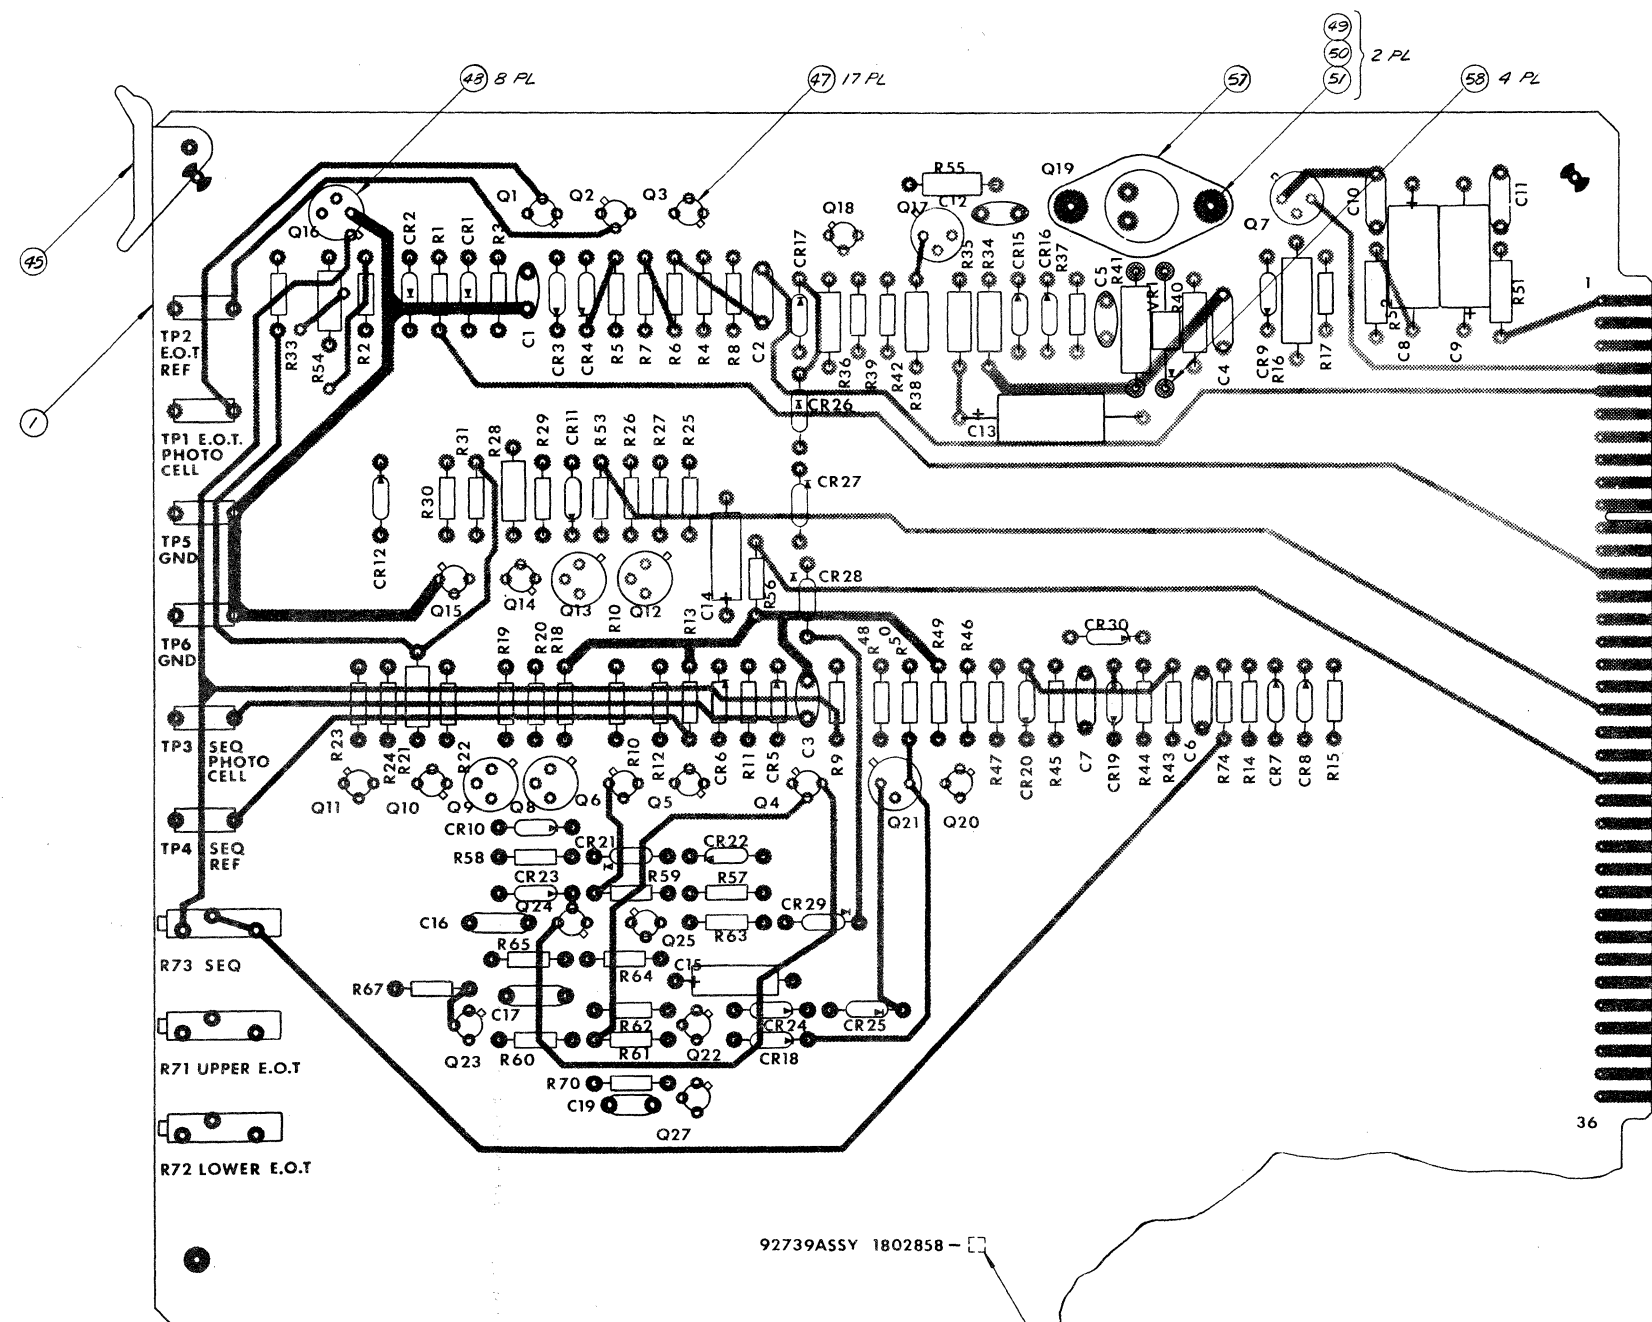 49
50
51
2 PL
48 8 PL
47 17 PL
57
58 4 PL
45
1
Q16
CR2
R1
CR1
R3
Q1
Q2
Q3
CR17
Q18
R55
C12
Q17
R35
R34
CR15
CR16
R37
Q19
C5
R41
VR1
R40
Q7
C10
C11
R51
1
TP2
E.O.T
REF
R33
R54
R2
C1
CR3
CR4
R5
R7
R6
R4
R8
C2
R36
R39
R42
R38
C4
CR9
R16
R17
C8
C9
CR26
C13
TP1 E.O.T.
PHOTO
CELL
R30
R31
R28
R29
CR11
R53
R26
R27
R25
CR27
TP5
GND
CR12
Q15
Q14
Q13
Q12
C14
R56
CR28
TP6
GND
R19
R20
R18
R10
R13
R48
R50
R49
R46
CR30
TP3 SEQ
PHOTO
CELL
R23
R24
R21
R22
R10
R12
CR6
R11
CR5
C3
R9
R47
CR20
R45
C7
CR19
R44
R43
C6
R74
R14
CR7
CR8
R15
Q11
Q10
Q9
Q8
Q6
Q5
Q4
Q21
Q20
TP4 SEQ
REF
CR10
R58
CR21
CR22
CR23
R59
R57
Q24
C16
Q25
R63
CR29
R73 SEQ
R65
R64
C15
R67
C17
R62
CR24
CR25
Q23
R60
R61
Q22
CR18
R71 UPPER E.O.T
R70
C19
Q27
36
R72 LOWER E.O.T
92739ASSY 1802858-